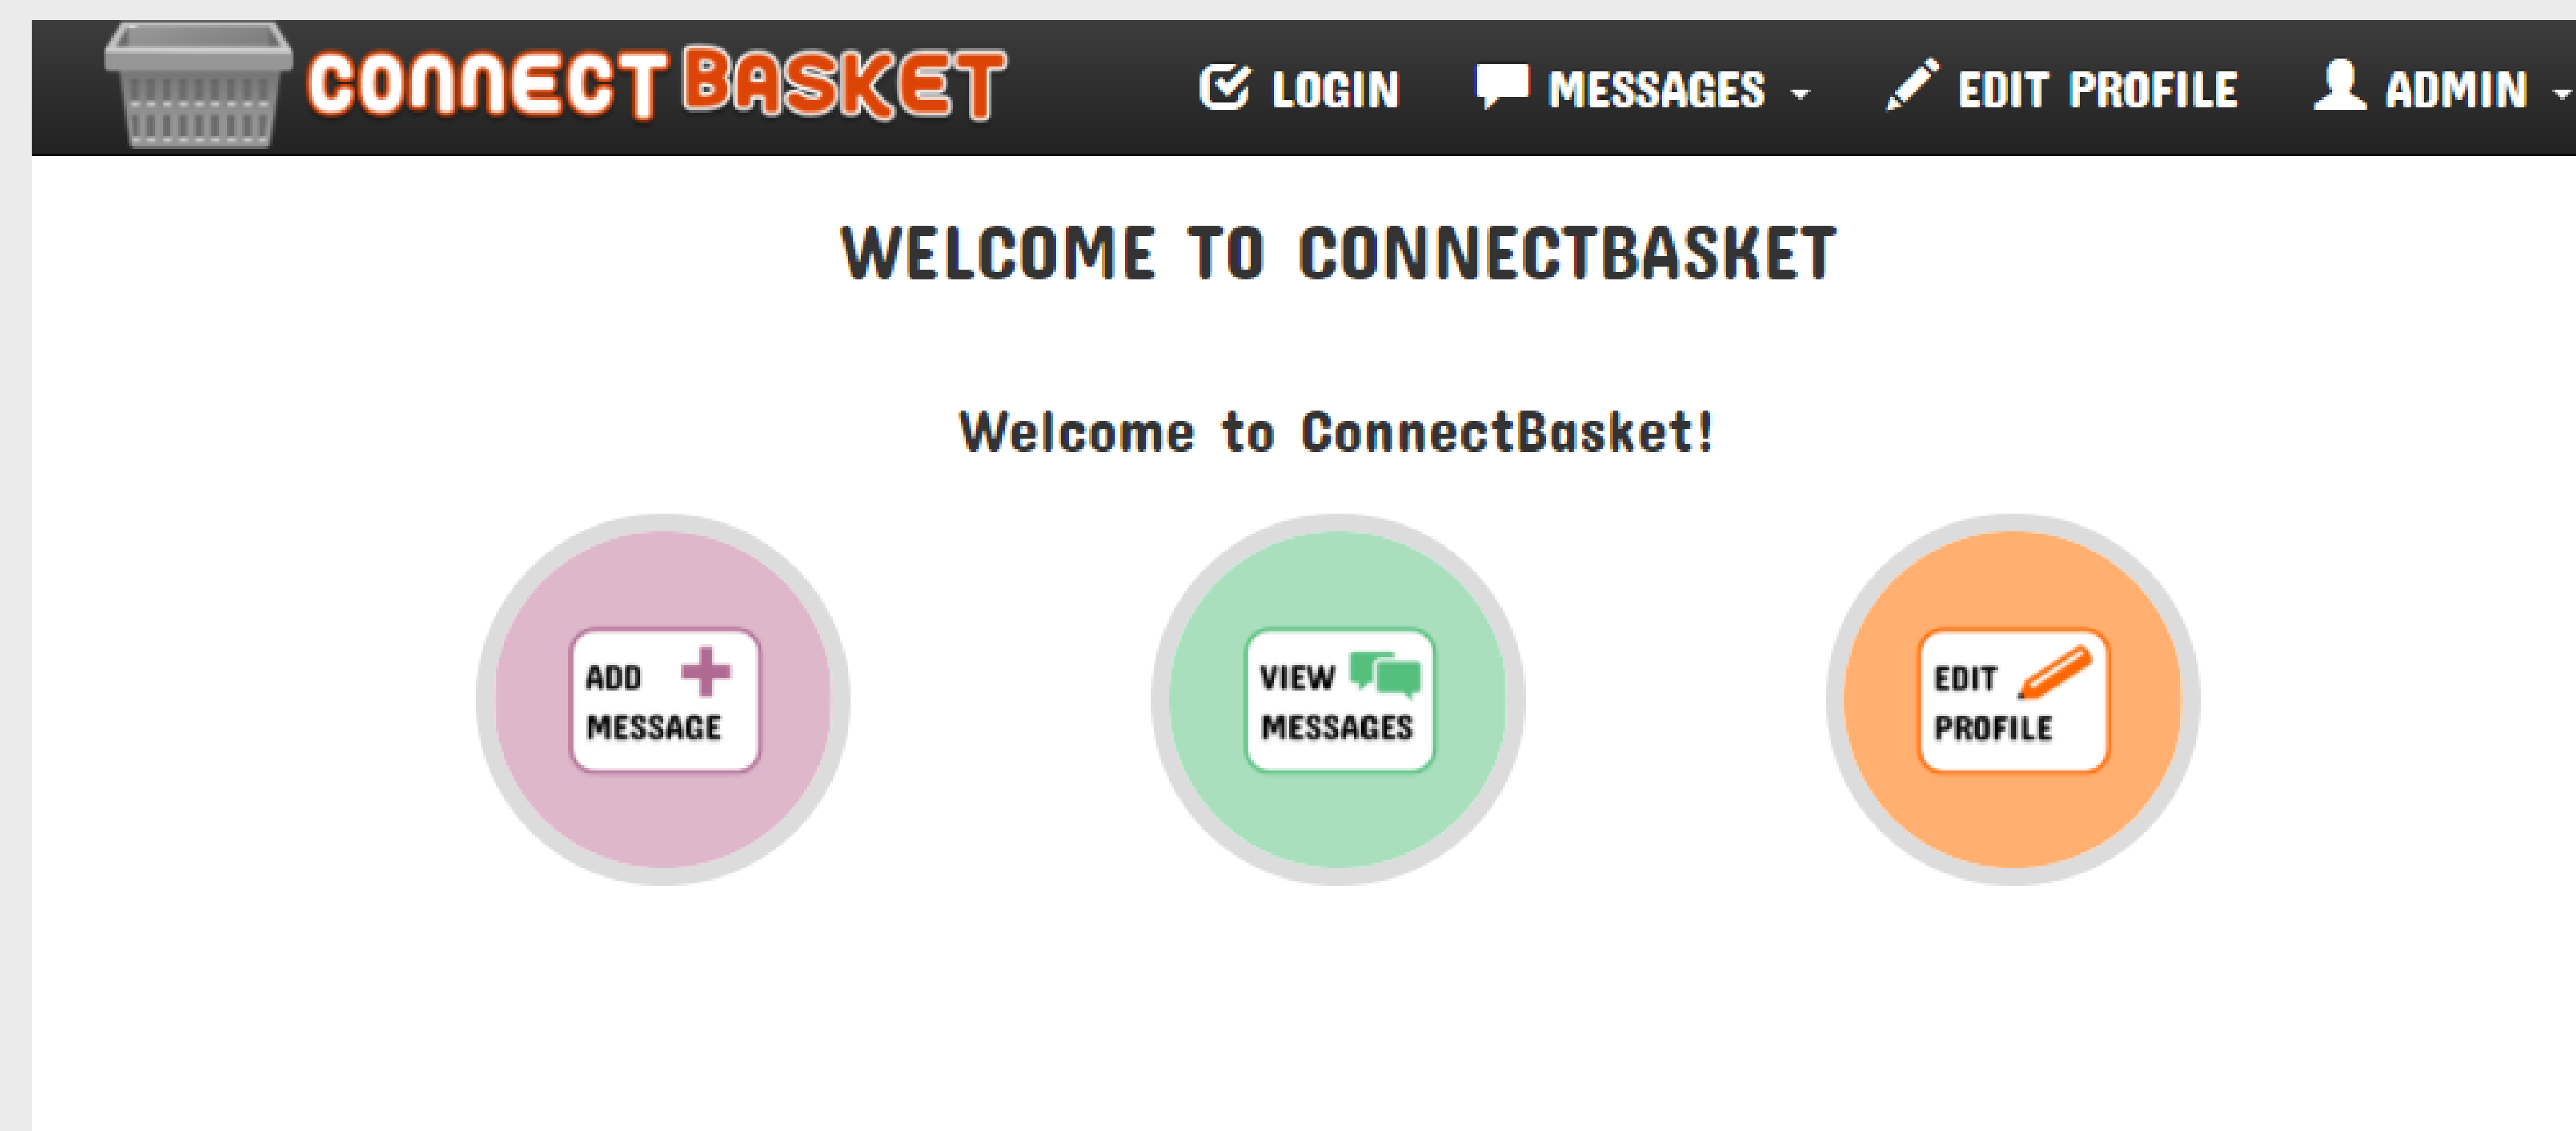 CONNECT BASKET
LOGIN MESSAGES EDIT PROFILE ADMIN
WELCOME TO CONNECTBASKET
Welcome to ConnectBasket!
ADD
MESSAGE
VIEW
MESSAGES
EDIT
PROFILE